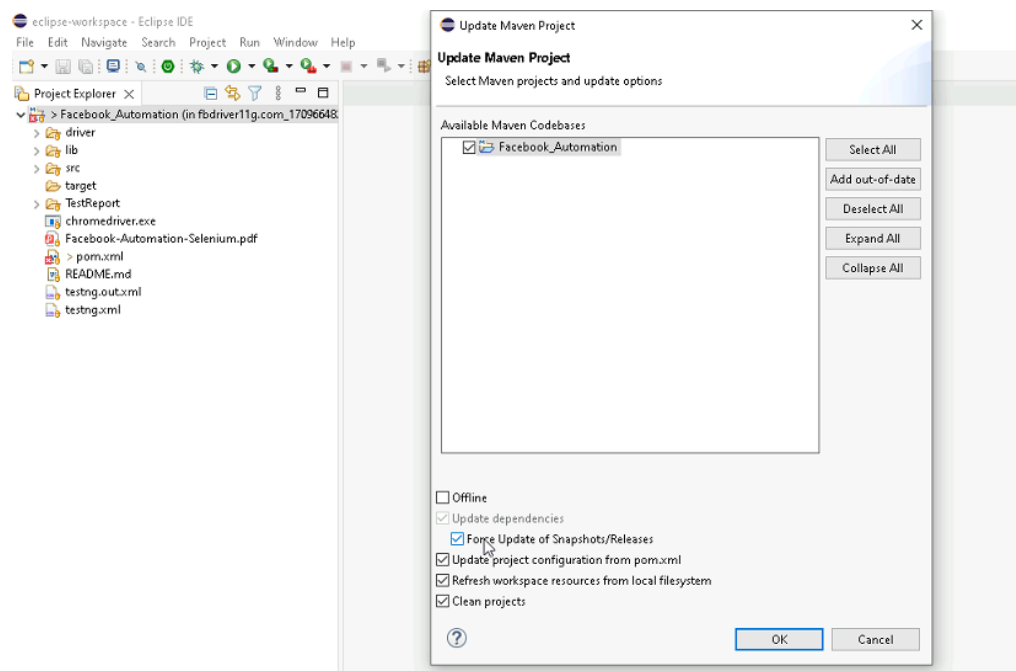 eclipse-workspace - Eclipse IDE
File Edit Navigate Search Project Run Window Help
Project Explorer
> Facebook_Automation (in fbdriver11g.com_17096648
driver
lib
src
target
TestReport
chromedriver.exe
Facebook-Automation-Selenium.pdf
> pom.xml
README.md
testng.out.xml
testng.xml
Update Maven Project
Update Maven Project
Select Maven projects and update options
Available Maven Codebases
Facebook_Automation
Select All
Add out-of-date
Deselect All
Expand All
Collapse All
Offline
Update dependencies
Force Update of Snapshots/Releases
Update project configuration from pom.xml
Refresh workspace resources from local filesystem
Clean projects
OK
Cancel